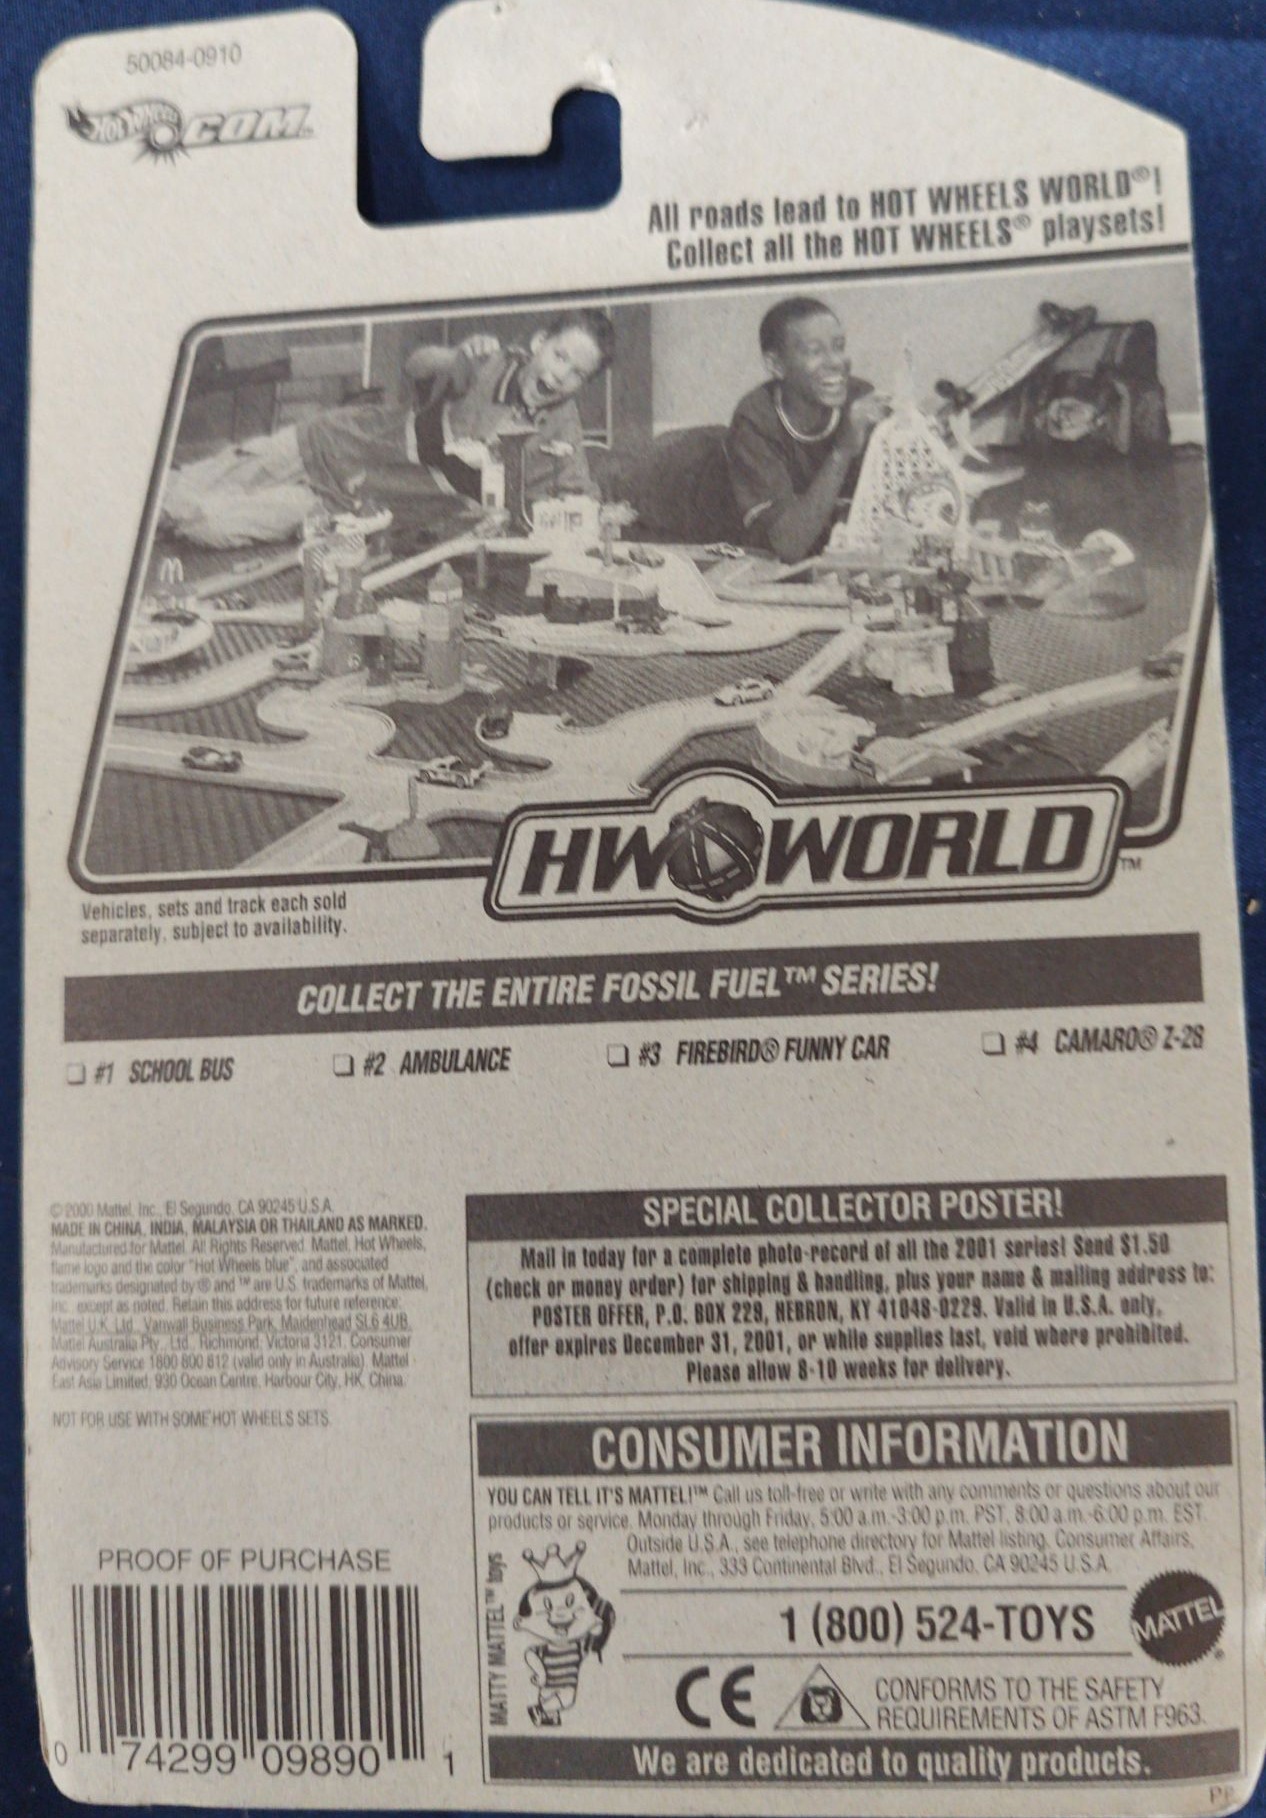 50084-0910
HOT WHEELS
.COM™
All roads lead to HOT WHEELS WORLD®!
Collect all the HOT WHEELS® playsets!
HW WORLD™
Vehicles, sets and track each sold
separately, subject to availability.
COLLECT THE ENTIRE FOSSIL FUEL™ SERIES!
#1 SCHOOL BUS
#2 AMBULANCE
#3 FIREBIRD® FUNNY CAR
#4 CAMARO® Z-28
© 2000 Mattel, Inc., El Segundo, CA 90245 U.S.A.
MADE IN CHINA, INDIA, MALAYSIA OR THAILAND AS MARKED.
Manufactured for Mattel. All Rights Reserved. Mattel, Hot Wheels,
flame logo and the color "Hot Wheels blue", and associated
trademarks designated by ® and ™ are U.S. trademarks of Mattel,
Inc. except as noted. Retain this address for future reference:
Mattel U.K. Ltd., Vanwall Business Park, Maidenhead SL6 4UB.
Mattel Australia Pty., Ltd., Richmond, Victoria 3121. Consumer
Advisory Service 1800 800 812 (valid only in Australia). Mattel
East Asia Limited, 930 Ocean Centre, Harbour City, HK, China.
NOT FOR USE WITH SOME HOT WHEELS SETS.
SPECIAL COLLECTOR POSTER!
Mail in today for a complete photo-record of all the 2001 series! Send $1.50
(check or money order) for shipping & handling, plus your name & mailing address to:
POSTER OFFER, P.O. BOX 229, HEBRON, KY 41048-0229. Valid in U.S.A. only,
offer expires December 31, 2001, or while supplies last, void where prohibited.
Please allow 8-10 weeks for delivery.
CONSUMER INFORMATION
YOU CAN TELL IT'S MATTEL!™ Call us toll-free or write with any comments or questions about our
products or service. Monday through Friday, 5:00 a.m.-3:00 p.m. PST, 8:00 a.m.-6:00 p.m. EST.
Outside U.S.A., see telephone directory for Mattel listing. Consumer Affairs,
Mattel, Inc., 333 Continental Blvd., El Segundo, CA 90245 U.S.A.
MATTY MATTEL™ toys
1 (800) 524-TOYS
MATTEL®
CE
CONFORMS TO THE SAFETY
REQUIREMENTS OF ASTM F963.
We are dedicated to quality products.
PROOF OF PURCHASE
0 74299 09890 1
PP